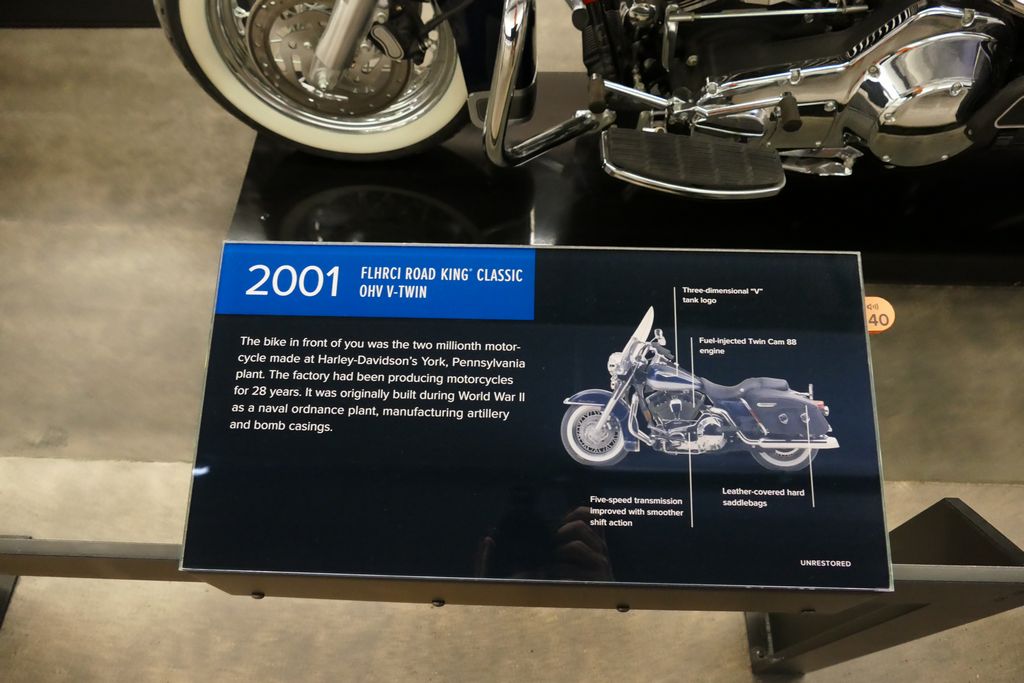 2001
FLHRCI ROAD KING® CLASSIC
OHV V-TWIN
The bike in front of you was the two millionth motor-
cycle made at Harley-Davidson's York, Pennsylvania
plant. The factory had been producing motorcycles
for 28 years. It was originally built during World War II
as a naval ordnance plant, manufacturing artillery
and bomb casings.
Three-dimensional "V"
tank logo
Fuel-injected Twin Cam 88
engine
Five-speed transmission
improved with smoother
shift action
Leather-covered hard
saddlebags
UNRESTORED
40